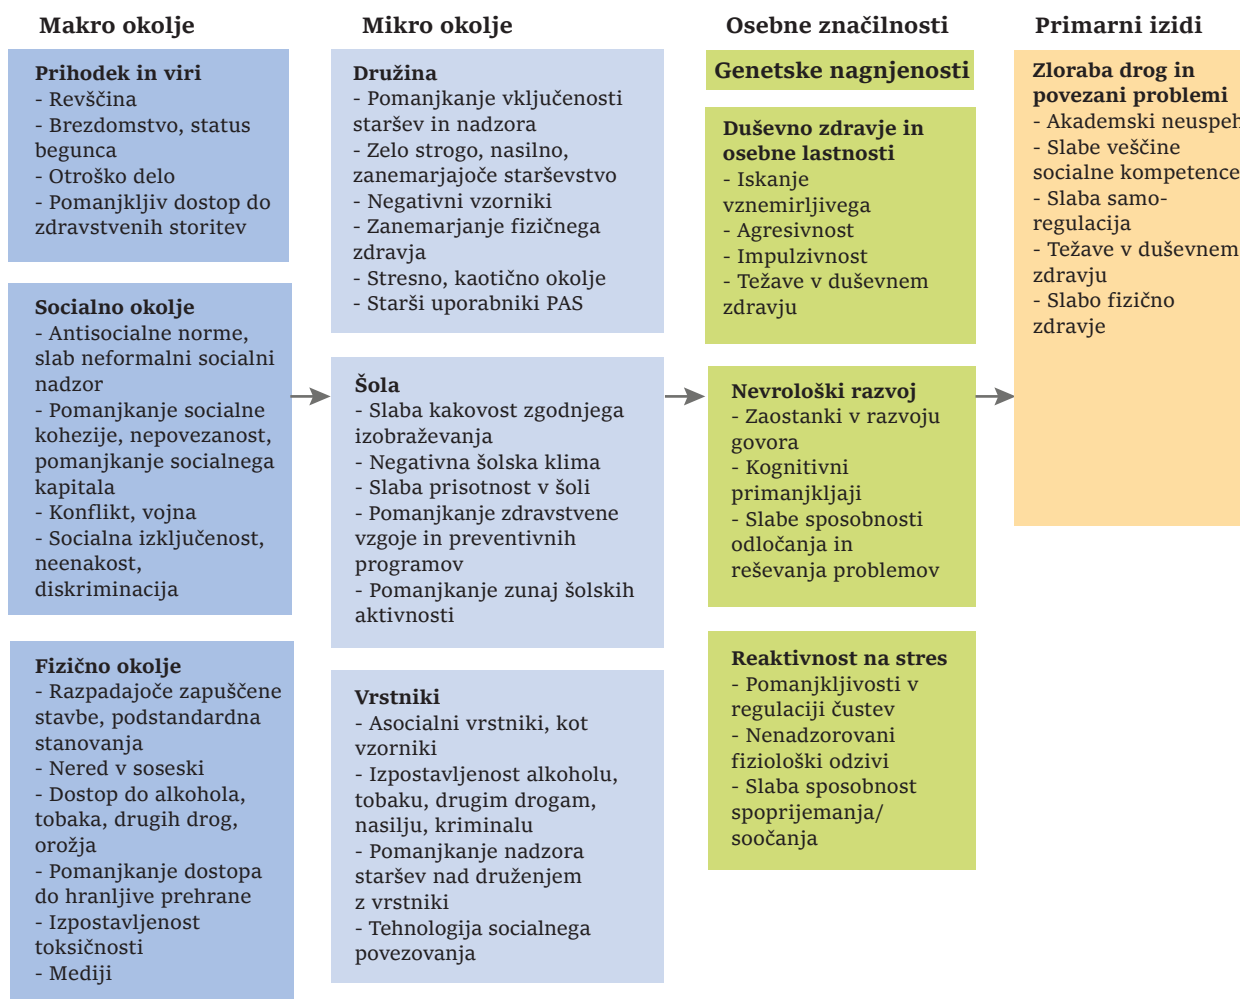 Makro okolje
Prihodek in viri
- Revščina
- Brezdomstvo, status
begunca
- Otroško delo
- Pomanjkljiv dostop do
zdravstvenih storitev
Socialno okolje
- Antisocialne norme,
slab neformalni socialni
nadzor
- Pomanjkanje socialne
kohezije, nepovezanost,
pomanjkanje socialnega
kapitala
- Konflikt, vojna
- Socialna izključenost,
neenakost,
diskriminacija
Fizično okolje
- Razpadajoče zapuščene
stavbe, podstandardna
stanovanja
- Nered v soseski
- Dostop do alkohola,
tobaka, drugih drog,
orožja
- Pomanjkanje dostopa
do hranljive prehrane
- Izpostavljenost
toksičnosti
- Mediji
Mikro okolje
Družina
- Pomanjkanje vključenosti
staršev in nadzora
- Zelo strogo, nasilno,
zanemarjajoče starševstvo
- Negativni vzorniki
- Zanemarjanje fizičnega
zdravja
- Stresno, kaotično okolje
- Starši uporabniki PAS
Šola
- Slaba kakovost zgodnjega
izobraževanja
- Negativna šolska klima
- Slaba prisotnost v šoli
- Pomanjkanje zdravstvene
vzgoje in preventivnih
programov
- Pomanjkanje zunaj šolskih
aktivnosti
Vrstniki
- Asocialni vrstniki, kot
vzorniki
- Izpostavljenost alkoholu,
tobaku, drugim drogam,
nasilju, kriminalu
- Pomanjkanje nadzora
staršev nad druženjem
z vrstniki
- Tehnologija socialnega
povezovanja
Osebne značilnosti
Genetske nagnjenosti
Duševno zdravje in
osebne lastnosti
- Iskanje
vznemirljivega
- Agresivnost
- Impulzivnost
- Težave v duševnem
zdravju
Nevrološki razvoj
- Zaostanki v razvoju
govora
- Kognitivni
primanjkljaji
- Slabe sposobnosti
odločanja in
reševanja problemov
Reaktivnost na stres
- Pomanjkljivosti v
regulaciji čustev
- Nenadzorovani
fiziološki odzivi
- Slaba sposobnost
spoprijemanja/
soočanja
Primarni izidi
Zloraba drog in
povezani problemi
- Akademski neuspeh
- Slabe veščine
socialne kompetence
- Slaba samo-
regulacija
- Težave v duševnem
zdravju
- Slabo fizično
zdravje